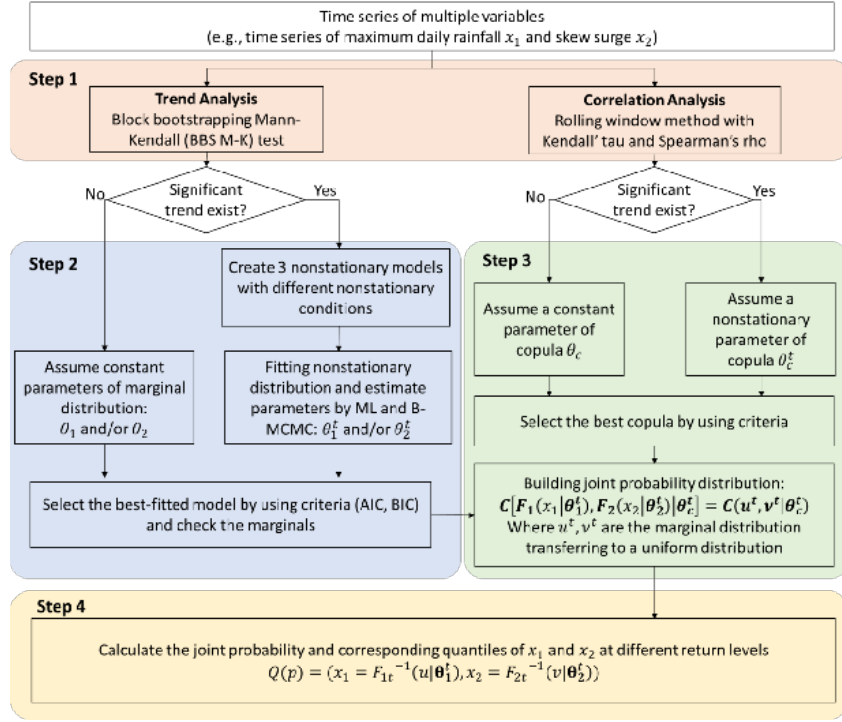 Time series of multiple variables
(e.g., time series of maximum daily rainfall x₁ and skew surge x₂)
Step 1
Trend Analysis
Block bootstrapping Mann-
Kendall (BBS M-K) test
Correlation Analysis
Rolling window method with
Kendall' tau and Spearman's rho
No
Significant
trend exist?
Yes
No
Significant
trend exist?
Yes
Step 2
Create 3 nonstationary models
with different nonstationary
conditions
Assume constant
parameters of marginal
distribution:
θ₁ and/or θ₂
Fitting nonstationary
distribution and estimate
parameters by ML and B-
MCMC: θ₁ᵗ and/or θ₂ᵗ
Select the best-fitted model by using criteria (AIC, BIC)
and check the marginals
Step 3
Assume a constant
parameter of
copula θ_c
Assume a
nonstationary
parameter of
copula θ_c^t
Select the best copula by using criteria
Building joint probability distribution:
C[F₁(x₁|θ₁ᵗ), F₂(x₂|θ₂ᵗ)|θ_c^t] = C(uᵗ, vᵗ|θ_c^t)
Where uᵗ, vᵗ are the marginal distribution
transferring to a uniform distribution
Step 4
Calculate the joint probability and corresponding quantiles of x₁ and x₂ at different return levels
Q(p) = (x₁ = F₁ₜ⁻¹(u|θ₁ᵗ), x₂ = F₂ₜ⁻¹(v|θ₂ᵗ))